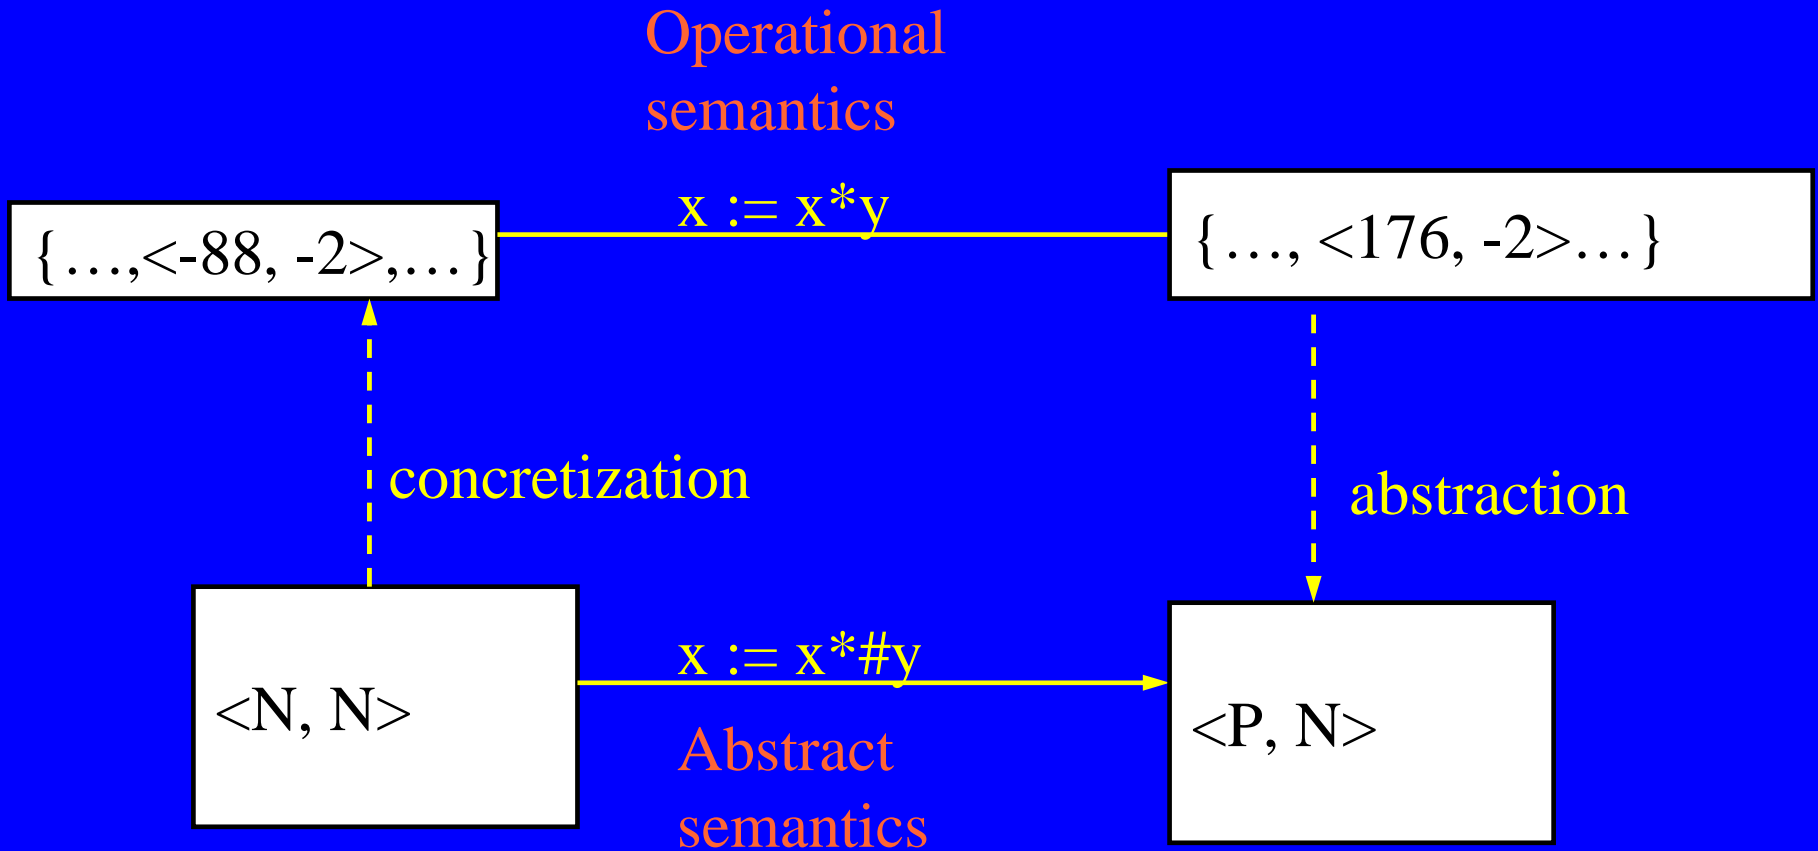 Operational
semantics
x := x*y
{…,<-88, -2>,…}
{…, <176, -2>…}
concretization
abstraction
x := x*#y
<N, N>
<P, N>
Abstract
semantics